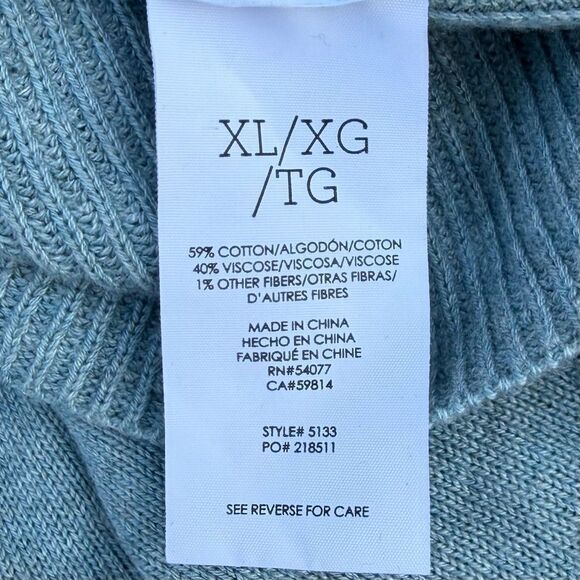 XL/XG
/TG
59% COTTON/ALGODÓN/COTON
40% VISCOSE/VISCOSA/VISCOSE
1% OTHER FIBERS/OTRAS FIBRAS/
D'AUTRES FIBRES
MADE IN CHINA
HECHO EN CHINA
FABRIQUÉ EN CHINE
RN#54077
CA#59814
STYLE# 5133
PO# 218511
SEE REVERSE FOR CARE